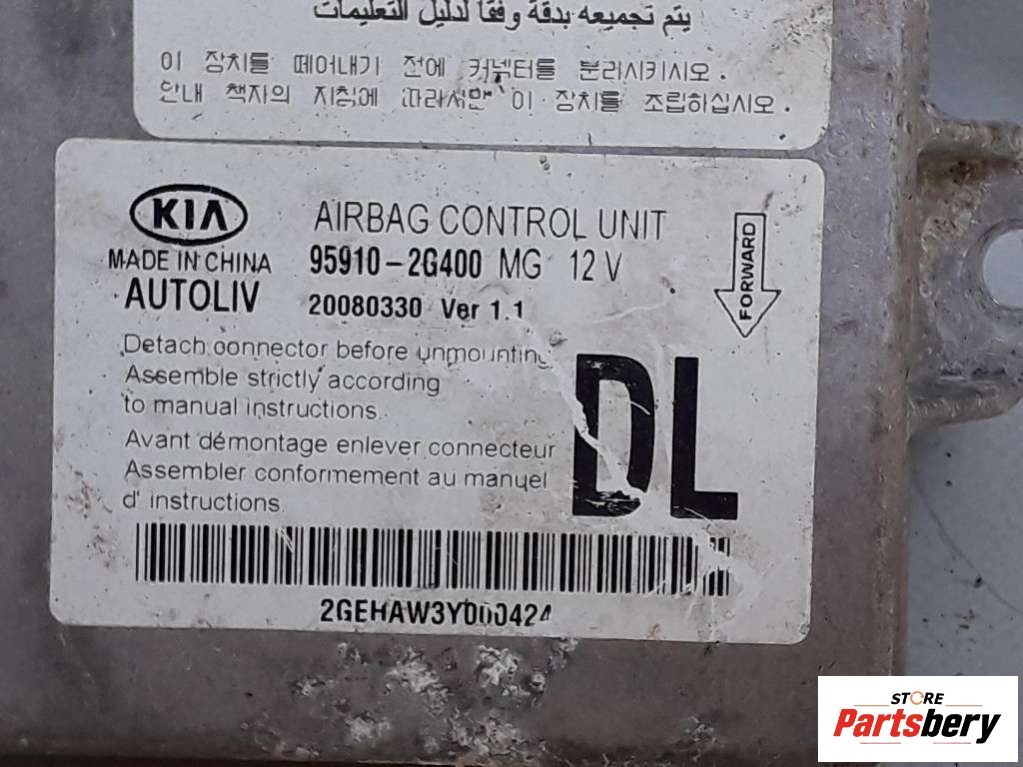 يتم تجميعه بدقة وفقا لدليل التعليمات
이 장치를 떼어내기 전에 커넥터를 분리시키시오.
안내 책자의 지침에 따라서만 이 장치를 조립하십시오.
KIA
AIRBAG CONTROL UNIT
MADE IN CHINA
95910-2G400 MG 12 V
AUTOLIV
20080330 Ver 1.1
FORWARD
Detach connector before unmounting
Assemble strictly according
to manual instructions.
DL
Avant démontage enlever connecteur
Assembler conformement au manuel
d' instructions.
2GEHAW3Y000424
STORE
Partsbery